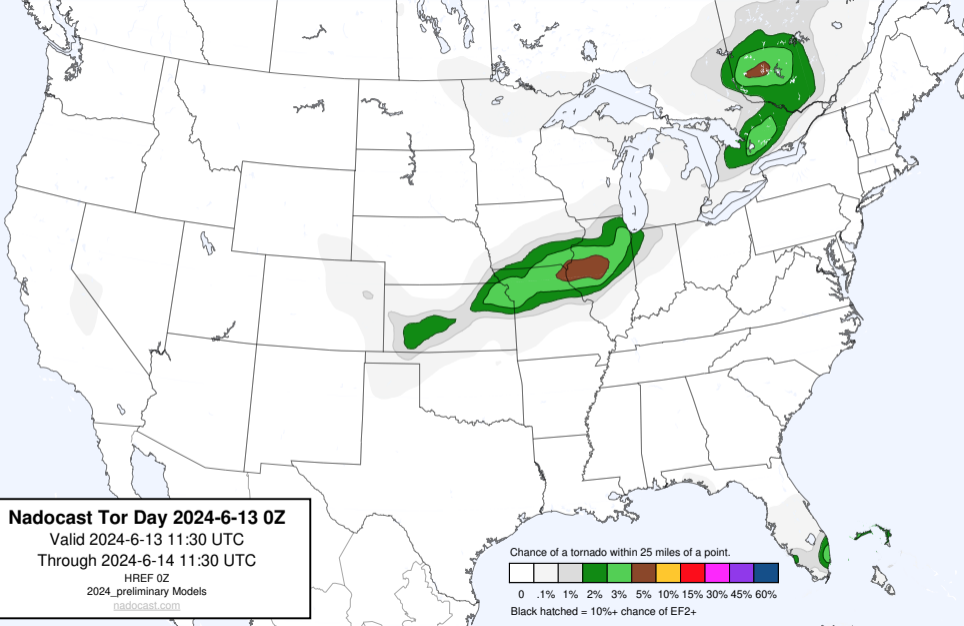 Nadocast Tor Day 2024-6-13 0Z
Valid 2024-6-13 11:30 UTC
Through 2024-6-14 11:30 UTC
HREF 0Z
2024_preliminary Models
nadocast.com
Chance of a tornado within 25 miles of a point.
0 .1% 1% 2% 3% 5% 10% 15% 30% 45% 60%
Black hatched = 10%+ chance of EF2+